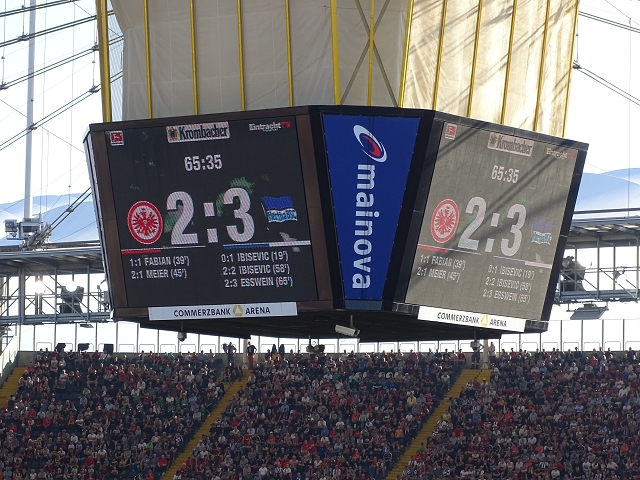 Krombacher
Eintracht TV
65:35
2:3
1:1 FABIAN (39')
2:1 MEIER (45')
0:1 IBISEVIC (19')
2:2 IBISEVIC (58')
2:3 ESSWEIN (65')
COMMERZBANK ARENA
mainova
Krombacher
65:35
2:3
1:1 FABIAN (39')
2:1 MEIER (45')
0:1 IBISEVIC (19')
2:2 IBISEVIC (58')
2:3 ESSWEIN (65')
COMMERZBANK ARENA